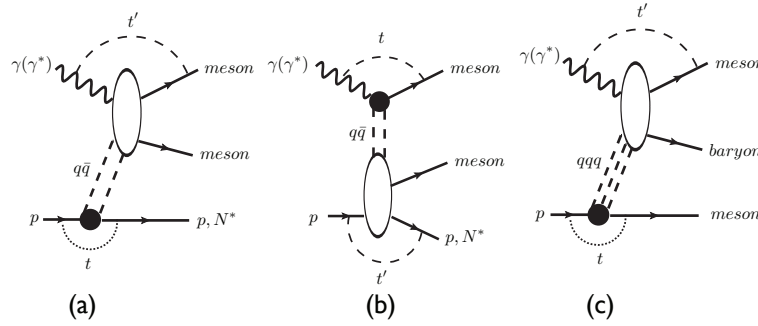 t′
γ(γ*)
meson
meson
qq̄
p
p, N*
t
(a)
t
γ(γ*)
meson
qq̄
meson
p
p, N*
t′
(b)
t′
γ(γ*)
meson
baryon
qqq
p
meson
t
(c)